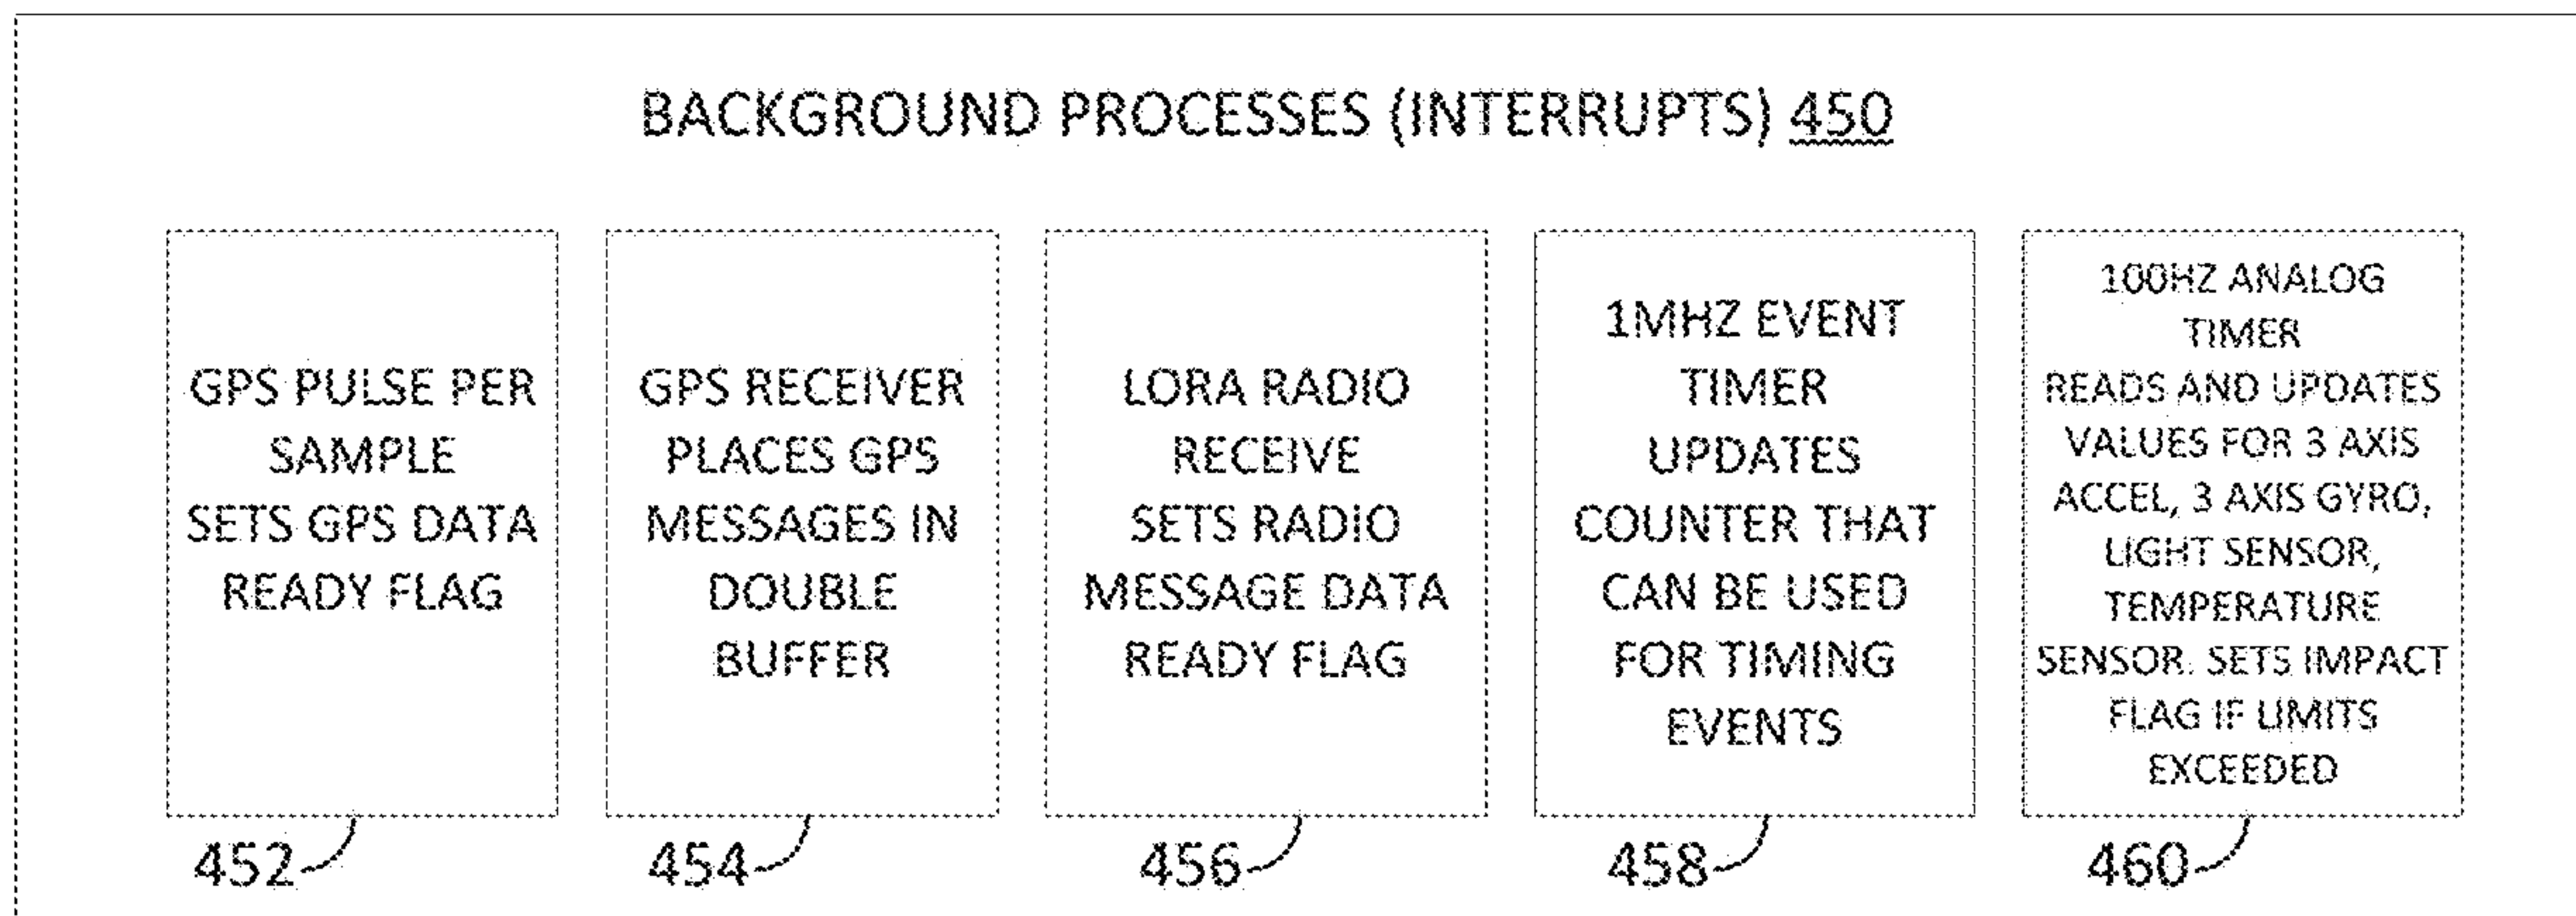 BACKGROUND PROCESSES (INTERRUPTS) 450
GPS PULSE PER
SAMPLE
SETS GPS DATA
READY FLAG
GPS RECEIVER
PLACES GPS
MESSAGES IN
DOUBLE
BUFFER
LORA RADIO
RECEIVE
SETS RADIO
MESSAGE DATA
READY FLAG
1MHZ EVENT
TIMER
UPDATES
COUNTER THAT
CAN BE USED
FOR TIMING
EVENTS
100HZ ANALOG
TIMER
READS AND UPDATES
VALUES FOR 3 AXIS
ACCEL, 3 AXIS GYRO,
LIGHT SENSOR,
TEMPERATURE
SENSOR. SETS IMPACT
FLAG IF LIMITS
EXCEEDED
452
454
456
458
460